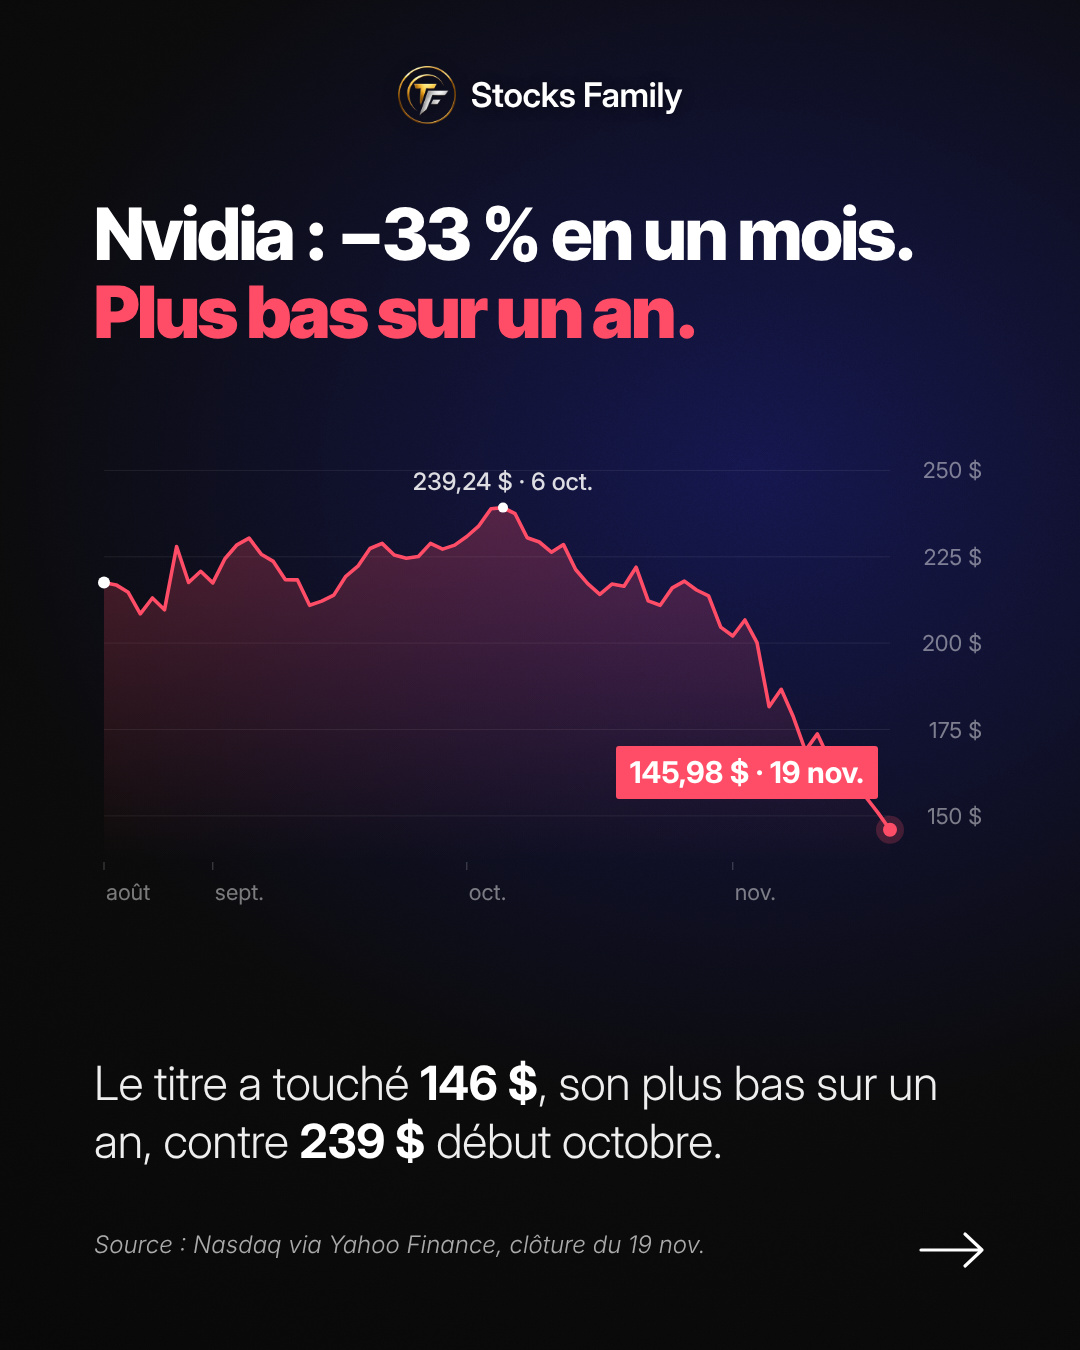 TF Stocks Family
Nvidia : −33 % en un mois.
Plus bas sur un an.
250 $
239,24 $ · 6 oct.
225 $
200 $
175 $
145,98 $ · 19 nov.
150 $
août sept. oct. nov.
Le titre a touché 146 $, son plus bas sur un
an, contre 239 $ début octobre.
Source : Nasdaq via Yahoo Finance, clôture du 19 nov.